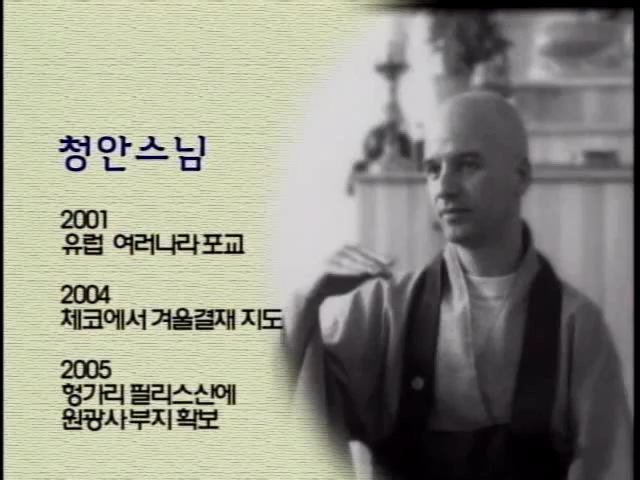 청안스님
2001
유럽 여러나라 포교
2004
체코에서 겨울결재 지도
2005
헝가리 필리스산에
원광사 부지 확보